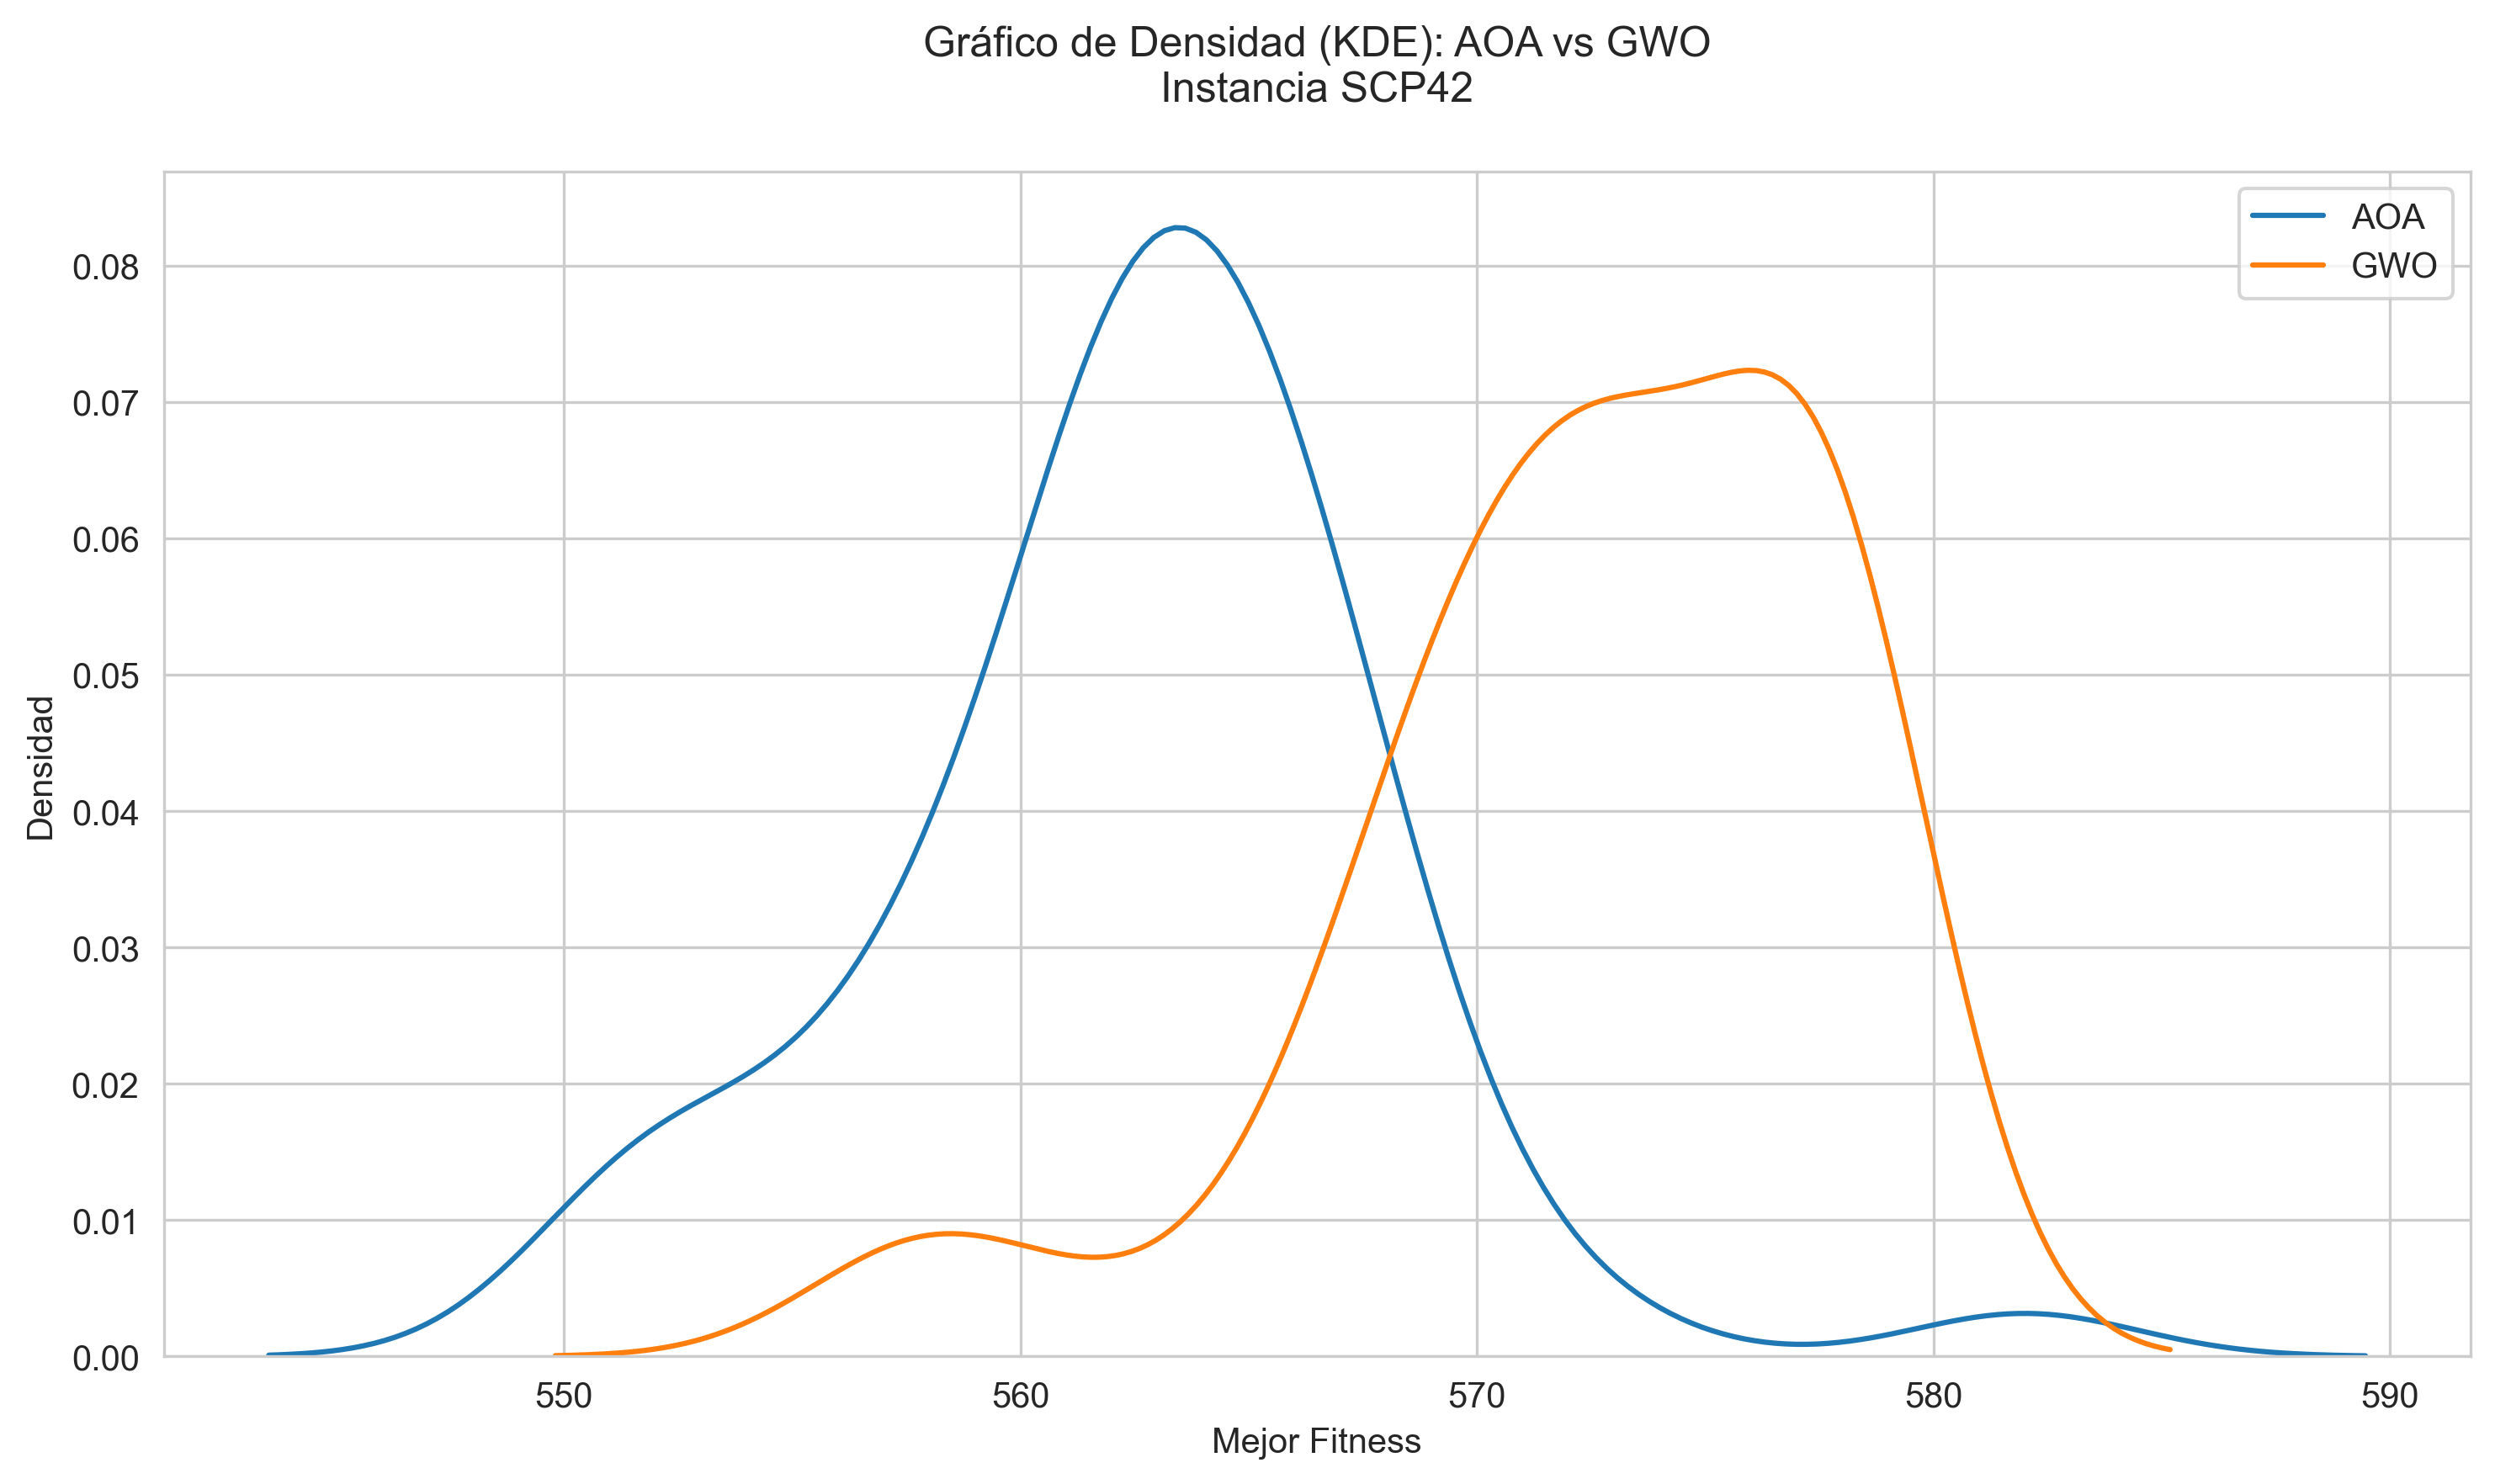 Gráfico de Densidad (KDE): AOA vs GWO
Instancia SCP42
AOA
GWO
0.08
0.07
0.06
0.05
0.04
0.03
0.02
0.01
0.00
Densidad
550 560 570 580 590
Mejor Fitness